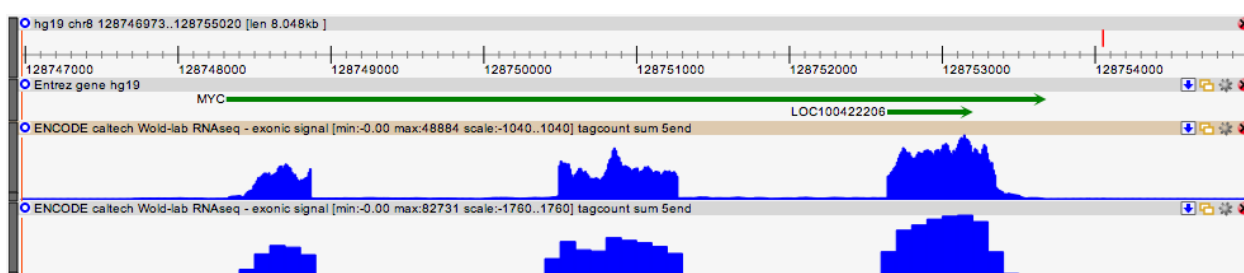 hg19 chr8 128746973..128755020 [len 8.048kb ]
128747000 128748000 128749000 128750000 128751000 128752000 128753000 128754000
Entrez gene hg19
MYC
LOC100422206
ENCODE caltech Wold-lab RNAseq - exonic signal [min:-0.00 max:48884 scale:-1040..1040] tagcount sum 5end
ENCODE caltech Wold-lab RNAseq - exonic signal [min:-0.00 max:82731 scale:-1760..1760] tagcount sum 5end